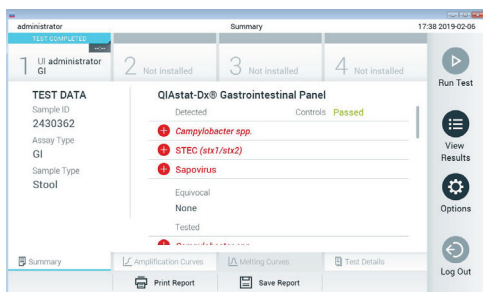 administrator
Summary
17:38 2019-02-06
TEST COMPLETED
1 UI administrator
GI
2 Not installed
3 Not installed
4 Not installed
Run Test
TEST DATA
Sample ID
2430362
Assay Type
GI
Sample Type
Stool
QIAstat-Dx® Gastrointestinal Panel
Detected
Controls Passed
Campylobacter spp.
STEC (stx1/stx2)
Sapovirus
Equivocal
None
Tested
View
Results
Options
Summary
Amplification Curves
Melting Curves
Test Details
Print Report
Save Report
Log Out